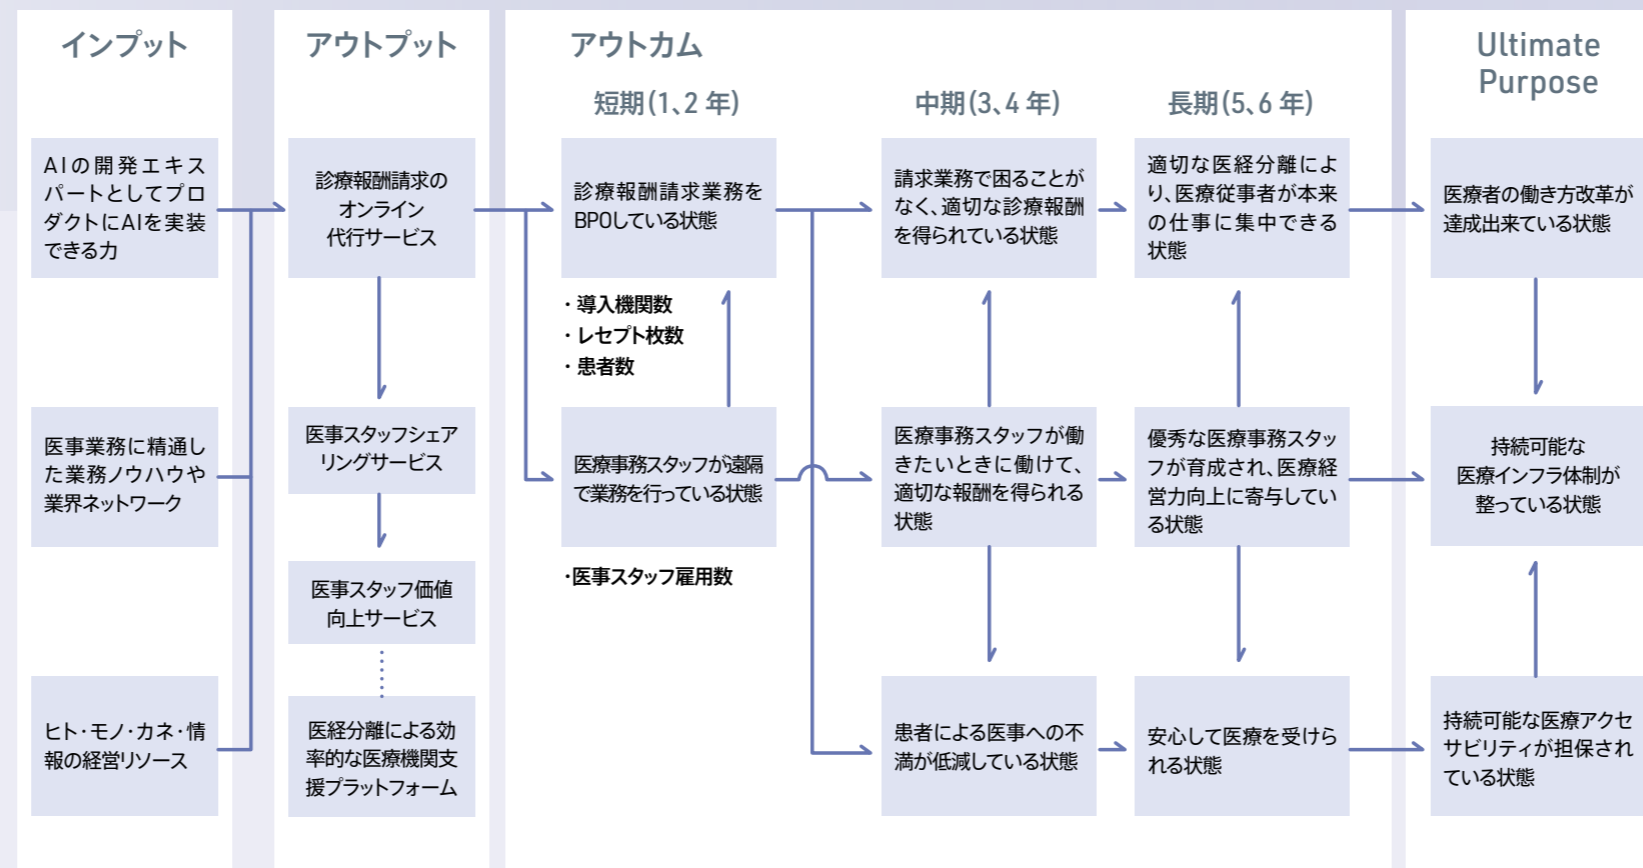 インプット
AIの開発エキス
パートとしてプロ
ダクトにAIを実装
できる力
医事業務に精通し
た業務ノウハウや
業界ネットワーク
ヒト・モノ・カネ・情
報の経営リソース
アウトプット
診療報酬請求の
オンライン
代行サービス
医事スタッフシェア
リングサービス
医事スタッフ価値
向上サービス
医経分離による効
率的な医療機関支
援プラットフォーム
アウトカム
短期(1、2 年)
診療報酬請求業務を
BPOしている状態
・導入機関数
・レセプト枚数
・患者数
医療事務スタッフが遠隔
で業務を行っている状態
・医事スタッフ雇用数
中期(3、4 年)
請求業務で困ることが
なく、適切な診療報酬
を得られている状態
医療事務スタッフが働
きたいときに働けて、
適切な報酬を得られる
状態
患者による医事への不
満が低減している状態
長期(5、6 年)
適切な医経分離によ
り、医療従事者が本来
の仕事に集中できる
状態
優秀な医療事務スタッ
フが育成され、医療経
営力向上に寄与してい
る状態
安心して医療を受けら
れる状態
Ultimate
Purpose
医療者の働き方改革が
達成出来ている状態
持続可能な
医療インフラ体制が
整っている状態
持続可能な医療アクセ
サビリティが担保され
ている状態